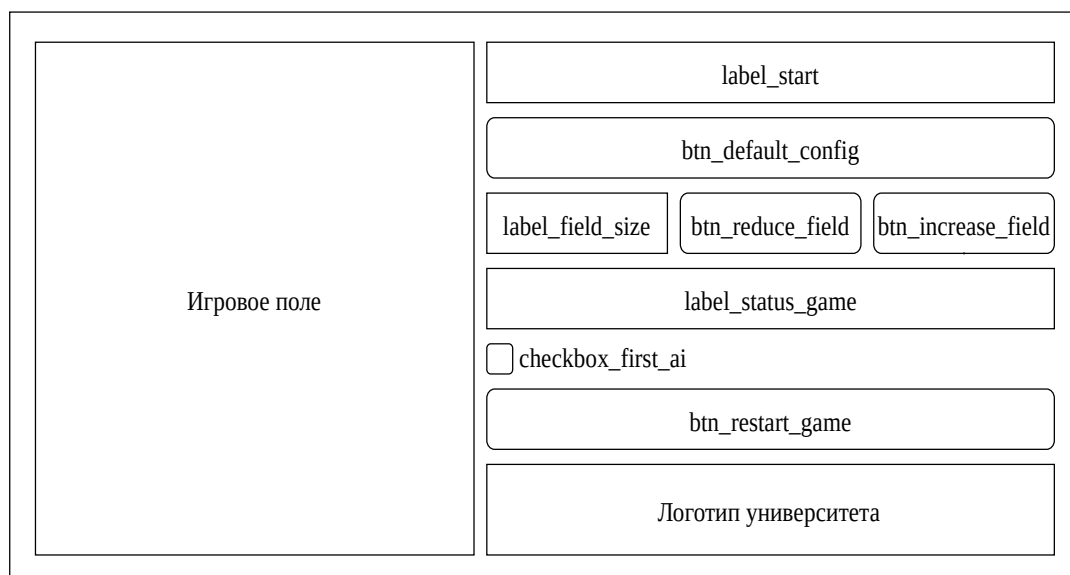 Игровое поле
label_start
btn_default_config
label_field_size
btn_reduce_field
btn_increase_field
label_status_game
checkbox_first_ai
btn_restart_game
Логотип университета